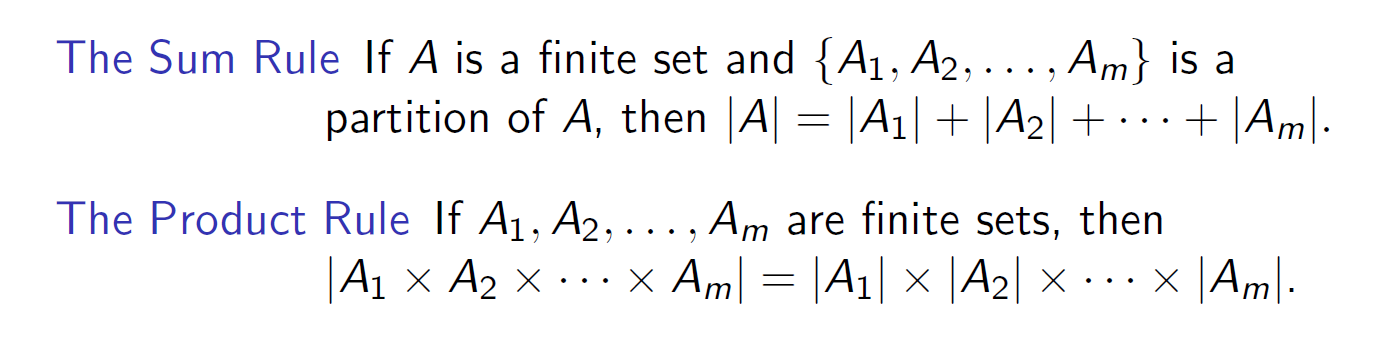 The Sum Rule If A is a finite set and {A₁, A₂, . . . , Aₘ} is a
partition of A, then |A| = |A₁| + |A₂| + · · · + |Aₘ|.
The Product Rule If A₁, A₂, . . . , Aₘ are finite sets, then
|A₁ × A₂ × · · · × Aₘ| = |A₁| × |A₂| × · · · × |Aₘ|.